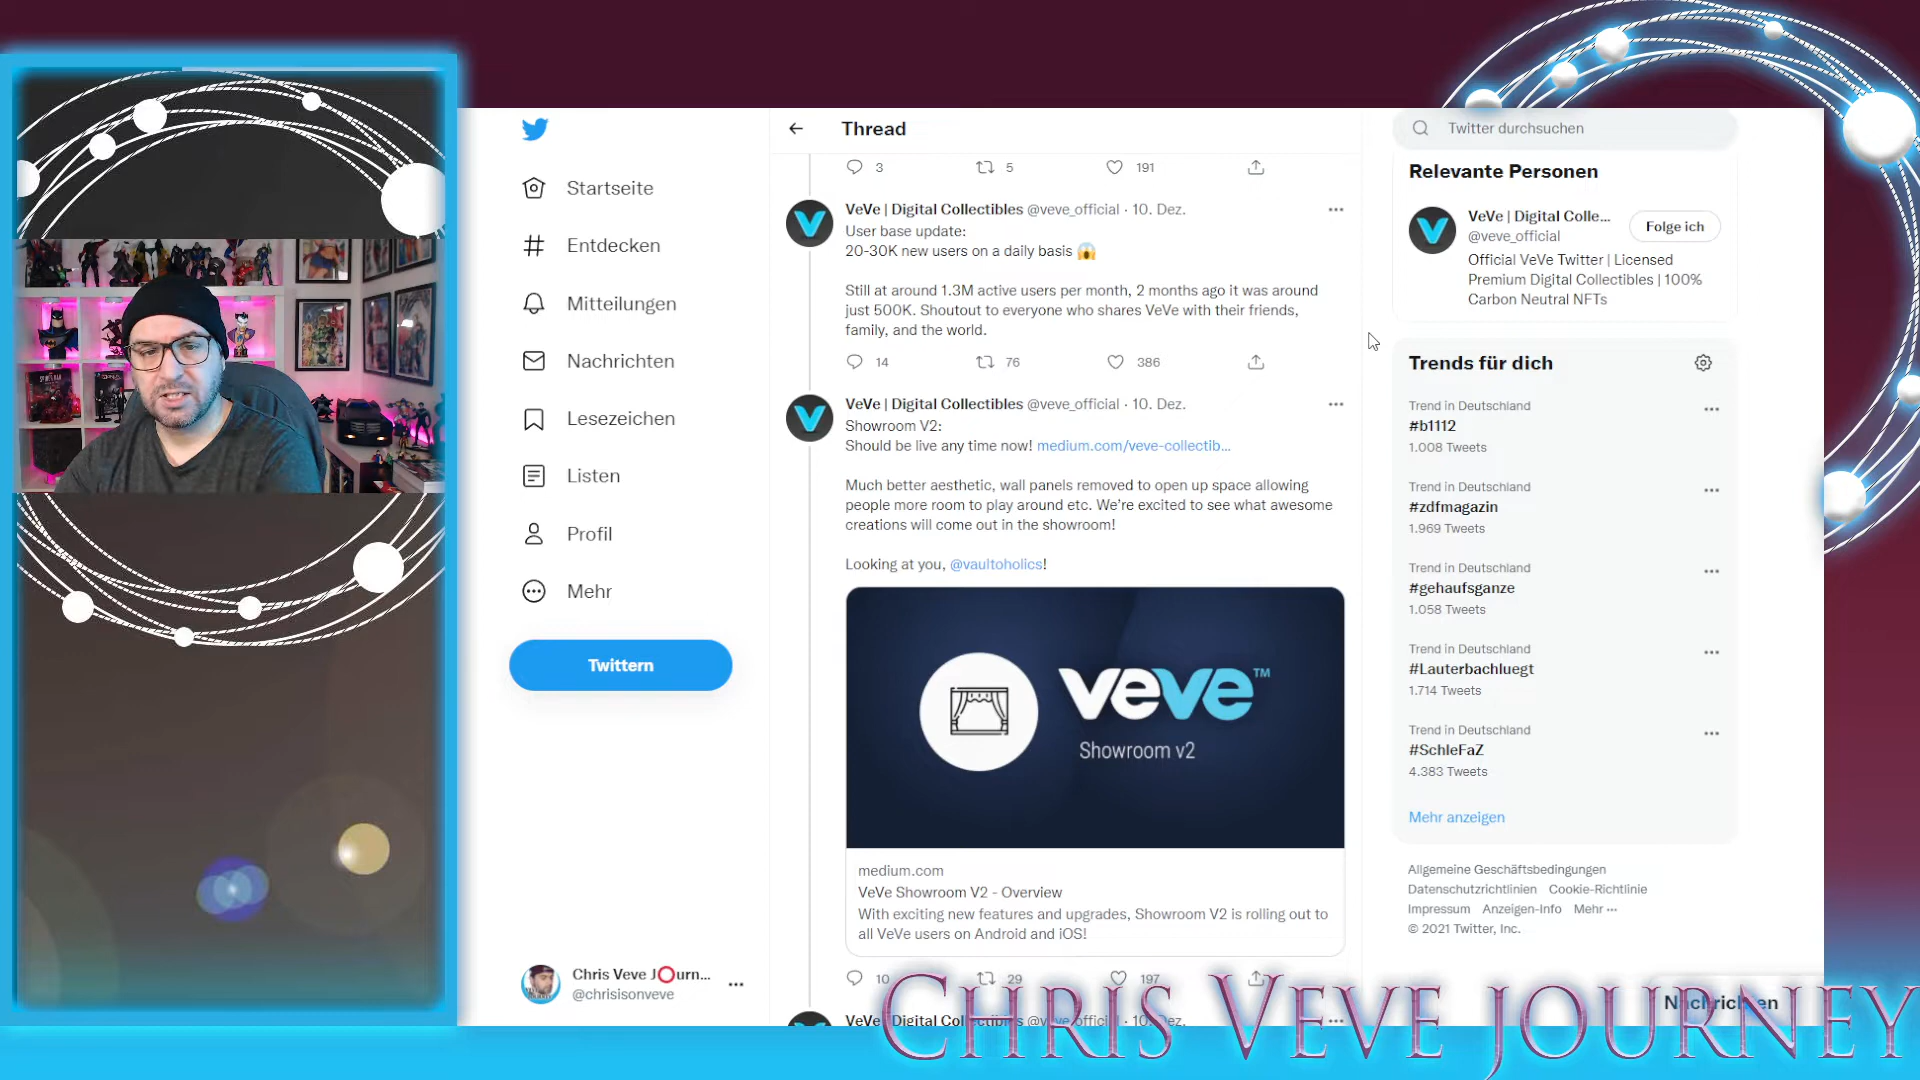 Startseite
Entdecken
Mitteilungen
Nachrichten
Lesezeichen
Listen
Profil
Mehr
Twittern
Chris Veve J⭕urn...
@chrisisonveve
Thread
3 5 191
VeVe | Digital Collectibles @veve_official · 10. Dez.
User base update:
20-30K new users on a daily basis 😱
Still at around 1.3M active users per month, 2 months ago it was around
just 500K. Shoutout to everyone who shares VeVe with their friends,
family, and the world.
14 76 386
VeVe | Digital Collectibles @veve_official · 10. Dez.
Showroom V2:
Should be live any time now! medium.com/veve-collectib...
Much better aesthetic, wall panels removed to open up space allowing
people more room to play around etc. We're excited to see what awesome
creations will come out in the showroom!
Looking at you, @vaultoholics!
veve™
Showroom v2
medium.com
VeVe Showroom V2 - Overview
With exciting new features and upgrades, Showroom V2 is rolling out to
all VeVe users on Android and iOS!
10 29 197
VeVe | Digital Collectibles @veve_official · 10. Dez.
Twitter durchsuchen
Relevante Personen
VeVe | Digital Colle...
@veve_official
Folge ich
Official VeVe Twitter | Licensed
Premium Digital Collectibles | 100%
Carbon Neutral NFTs
Trends für dich
Trend in Deutschland
#b1112
1.008 Tweets
Trend in Deutschland
#zdfmagazin
1.969 Tweets
Trend in Deutschland
#gehaufsganze
1.058 Tweets
Trend in Deutschland
#Lauterbachluegt
1.714 Tweets
Trend in Deutschland
#SchleFaZ
4.383 Tweets
Mehr anzeigen
Allgemeine Geschäftsbedingungen
Datenschutzrichtlinien Cookie-Richtlinie
Impressum Anzeigen-Info Mehr ···
© 2021 Twitter, Inc.
Nachrichten
Chris Veve Journey